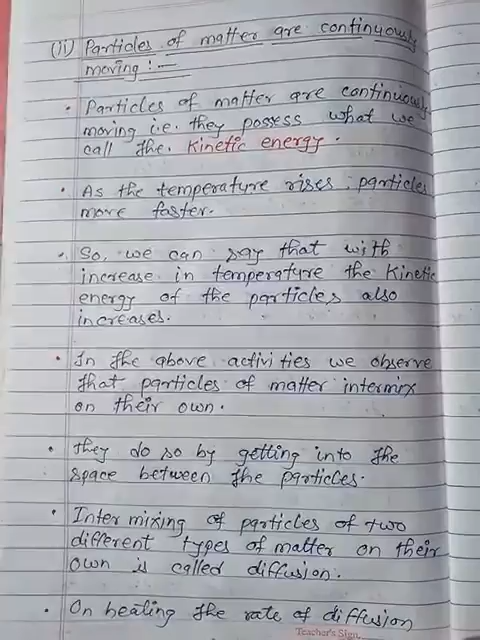 (ii) Particles of matter are continuously
moving :-
• Particles of matter are continuously
moving i.e. they possess what we
call the. Kinetic energy.
• As the temperature rises, particles
move faster.
• So, we can say that with
increase in temperature the Kinetic
energy of the particles also
increases.
• In the above activities we observe
that particles of matter intermix
on their own.
• They do so by getting into the
space between the particles.
• Inter mixing of particles of two
different types of matter on their
own is called diffusion.
• On heating the rate of diffusion
Teacher's Sign